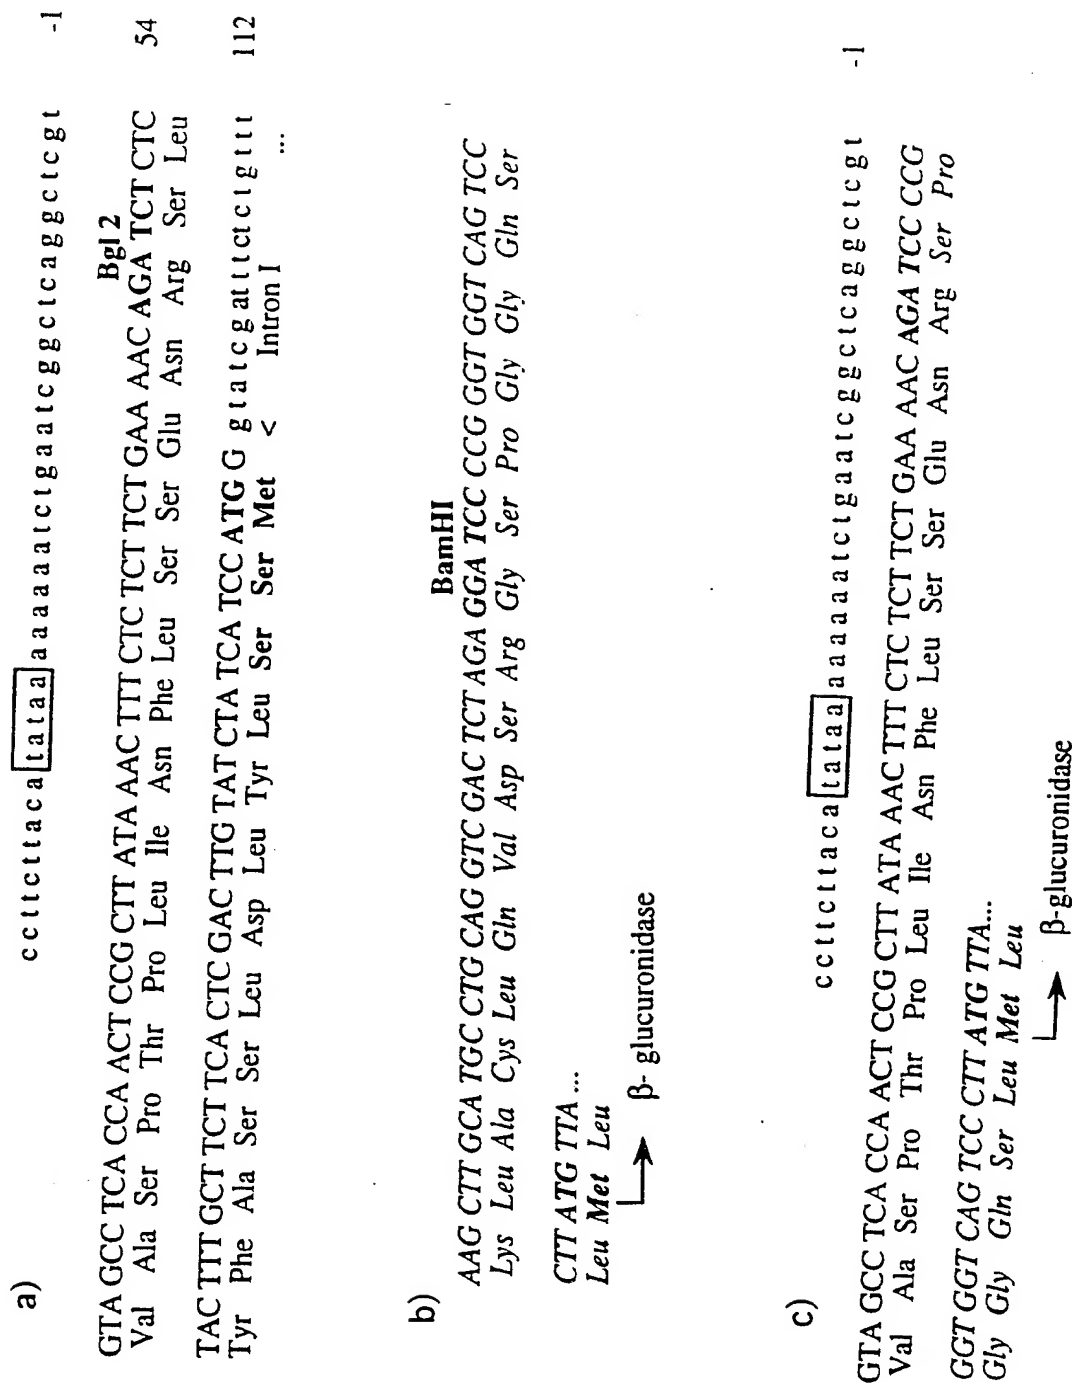 a)
c c t t c t t a c a t a t a a a a a a a a t c t g a a t c g g c t c a g g c t c g t -1
Bgl 2
GTA GCC TCA CCA ACT CCG CTT ATA AAC TTT CTC TCT TCT GAA AAC AGA TCT CTC 54
Val Ala Ser Pro Thr Pro Leu Ile Asn Phe Leu Ser Ser Glu Asn Arg Ser Leu
TAC TTT GCT TCT TCA CTC GAC TTG TAT CTA TCA TCC ATG G g t a t c g a t t t c t c t g t t t 112
Tyr Phe Ala Ser Ser Leu Asp Leu Tyr Leu Ser Ser Met < Intron I ...
b)
BamHI
AAG CTT GCA TGC CTG CAG GTC GAC TCT AGA GGA TCC CCG GGT GGT CAG TCC
Lys Leu Ala Cys Leu Gln Val Asp Ser Arg Gly Ser Pro Gly Gly Gln Ser
CTT ATG TTA ...
Leu Met Leu
β- glucuronidase
c)
c c t t c t t a c a t a t a a a a a a a a t c t g a a t c g g c t c a g g c t c g t -1
GTA GCC TCA CCA ACT CCG CTT ATA AAC TTT CTC TCT TCT GAA AAC AGA TCC CCG
Val Ala Ser Pro Thr Pro Leu Ile Asn Phe Leu Ser Ser Glu Asn Arg Ser Pro
GGT GGT CAG TCC CTT ATG TTA...
Gly Gly Gln Ser Leu Met Leu
β-glucuronidase